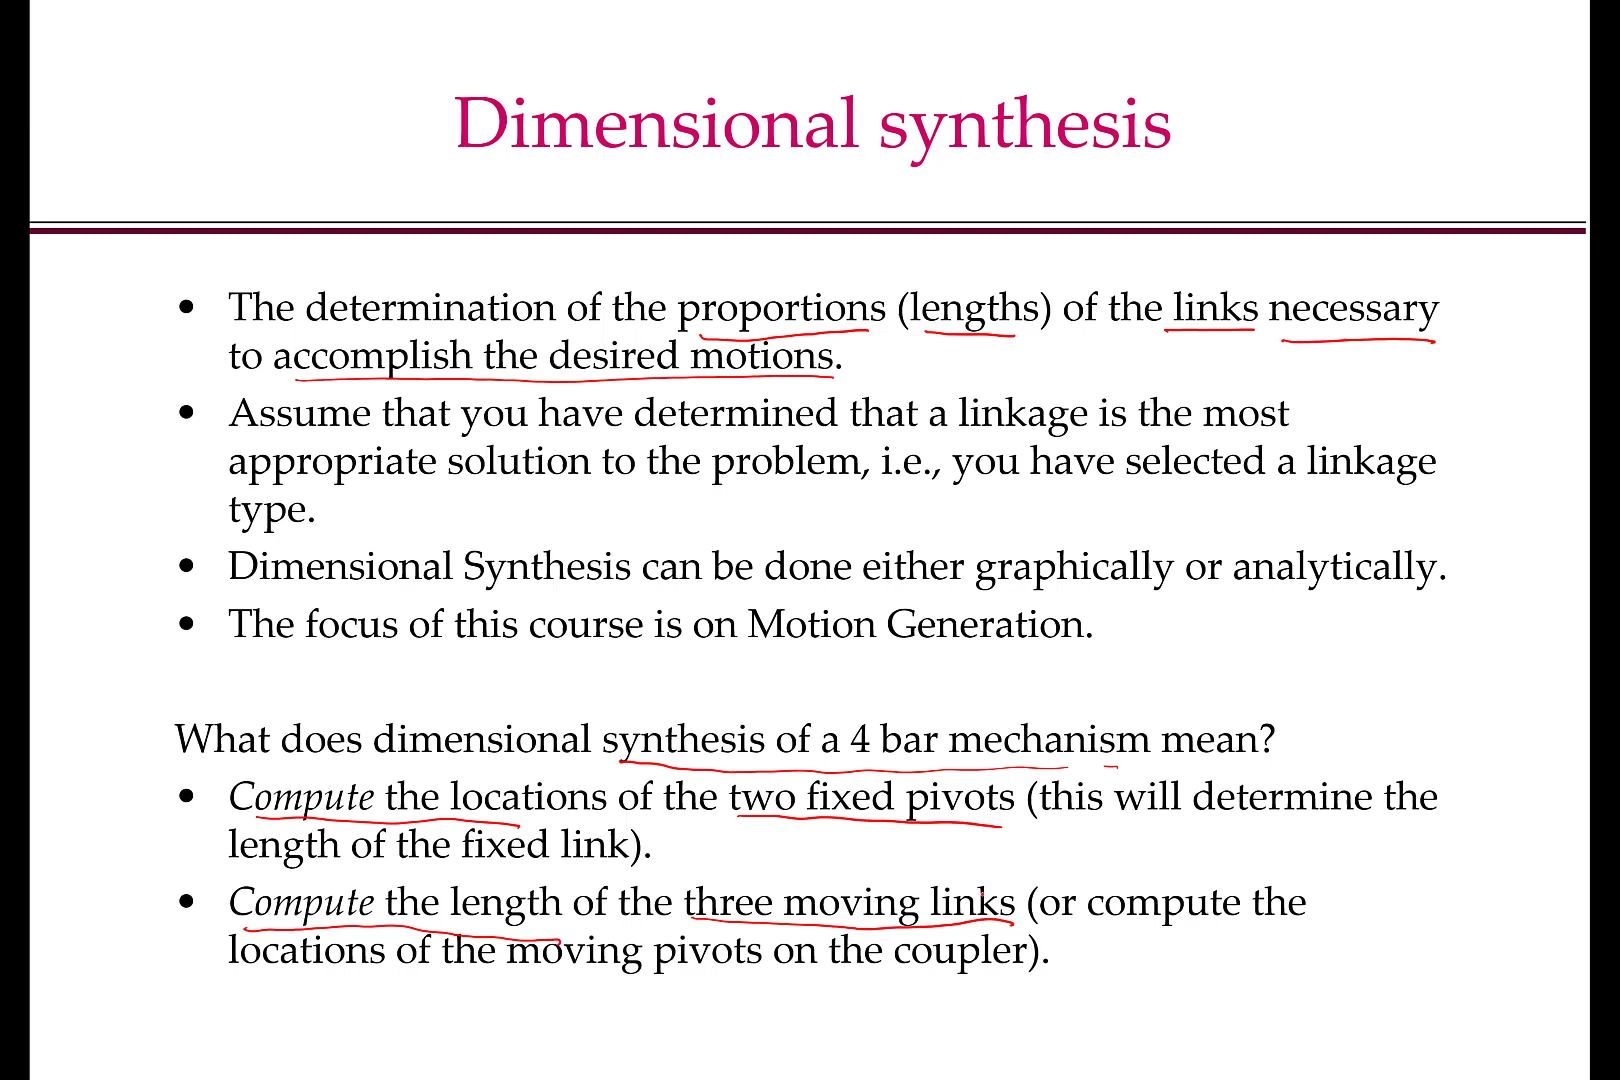 Dimensional synthesis
• The determination of the proportions (lengths) of the links necessary
to accomplish the desired motions.
• Assume that you have determined that a linkage is the most
appropriate solution to the problem, i.e., you have selected a linkage
type.
• Dimensional Synthesis can be done either graphically or analytically.
• The focus of this course is on Motion Generation.
What does dimensional synthesis of a 4 bar mechanism mean?
• Compute the locations of the two fixed pivots (this will determine the
length of the fixed link).
• Compute the length of the three moving links (or compute the
locations of the moving pivots on the coupler).